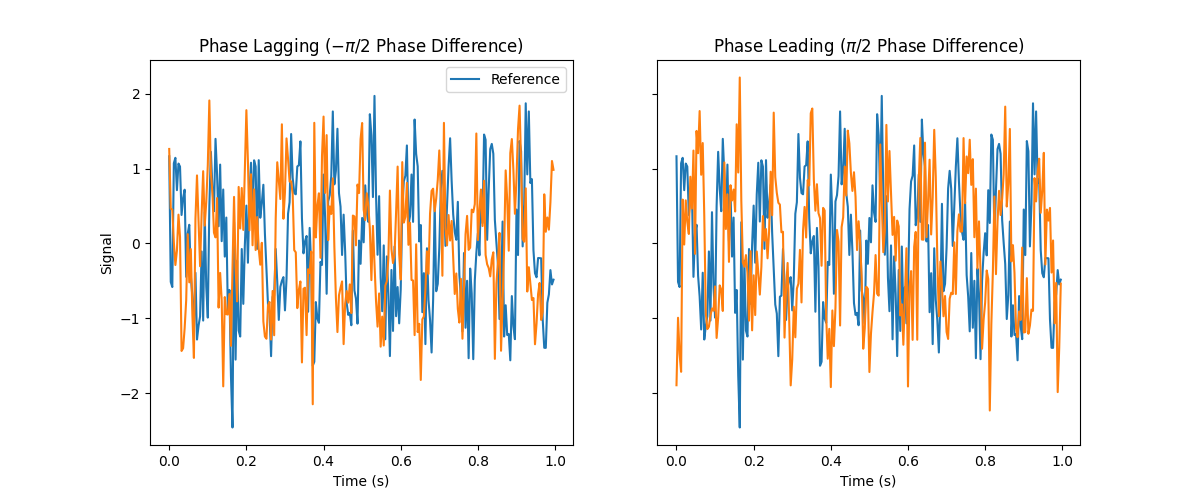 Phase Lagging (−π/2 Phase Difference)
Reference
Signal
2
1
0
−1
−2
0.0 0.2 0.4 0.6 0.8 1.0
Time (s)
Phase Leading (π/2 Phase Difference)
0.0 0.2 0.4 0.6 0.8 1.0
Time (s)